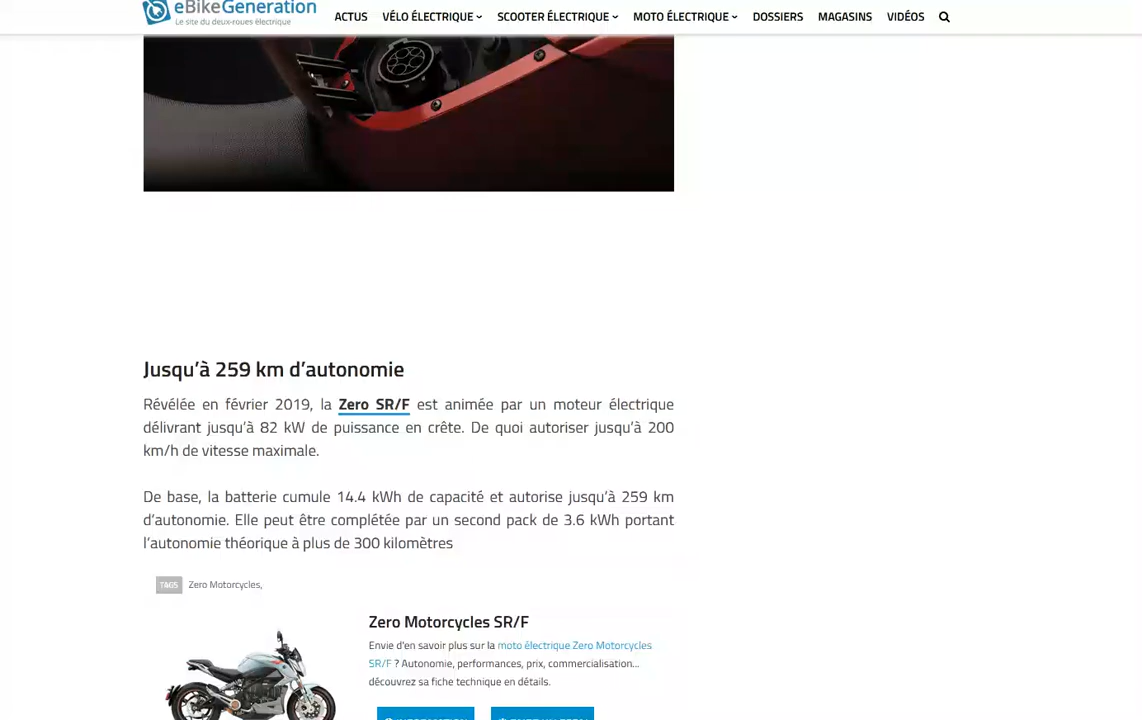 eBikeGeneration
Le site du deux-roues électrique
ACTUS VÉLO ÉLECTRIQUE SCOOTER ÉLECTRIQUE MOTO ÉLECTRIQUE DOSSIERS MAGASINS VIDÉOS
Jusqu'à 259 km d'autonomie
Révélée en février 2019, la Zero SR/F est animée par un moteur électrique
délivrant jusqu'à 82 kW de puissance en crête. De quoi autoriser jusqu'à 200
km/h de vitesse maximale.
De base, la batterie cumule 14.4 kWh de capacité et autorise jusqu'à 259 km
d'autonomie. Elle peut être complétée par un second pack de 3.6 kWh portant
l'autonomie théorique à plus de 300 kilomètres
TAGS Zero Motorcycles,
Zero Motorcycles SR/F
Envie d'en savoir plus sur la moto électrique Zero Motorcycles
SR/F ? Autonomie, performances, prix, commercialisation...
découvrez sa fiche technique en détails.